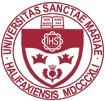 UNIVERSITAS SANCTAE MARIAE
HALIFAXIENSIS MDCCCXLI
IHS